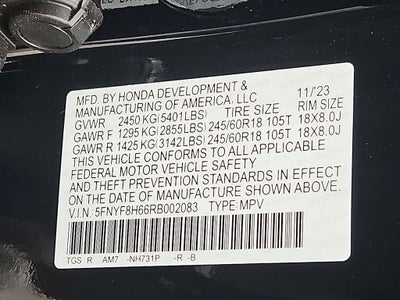 MFD. BY HONDA DEVELOPMENT & 11/'23
MANUFACTURING OF AMERICA, LLC
TIRE SIZE RIM SIZE
GVWR 2450 KG(5401LBS)
GAWR F 1295 KG(2855LBS) 245/60R18 105T 18X8.0J
GAWR R 1425 KG(3142LBS) 245/60R18 105T 18X8.0J
THIS VEHICLE CONFORMS TO ALL APPLICABLE
FEDERAL MOTOR VEHICLE SAFETY
AND THEFT PREVENTION STANDARDS IN EFFECT
ON THE DATE OF MANUFACTURE SHOWN ABOVE.
V.I.N: 5FNYF8H66RB002083 TYPE: MPV
TGS R AM7 -NH731P -R -B